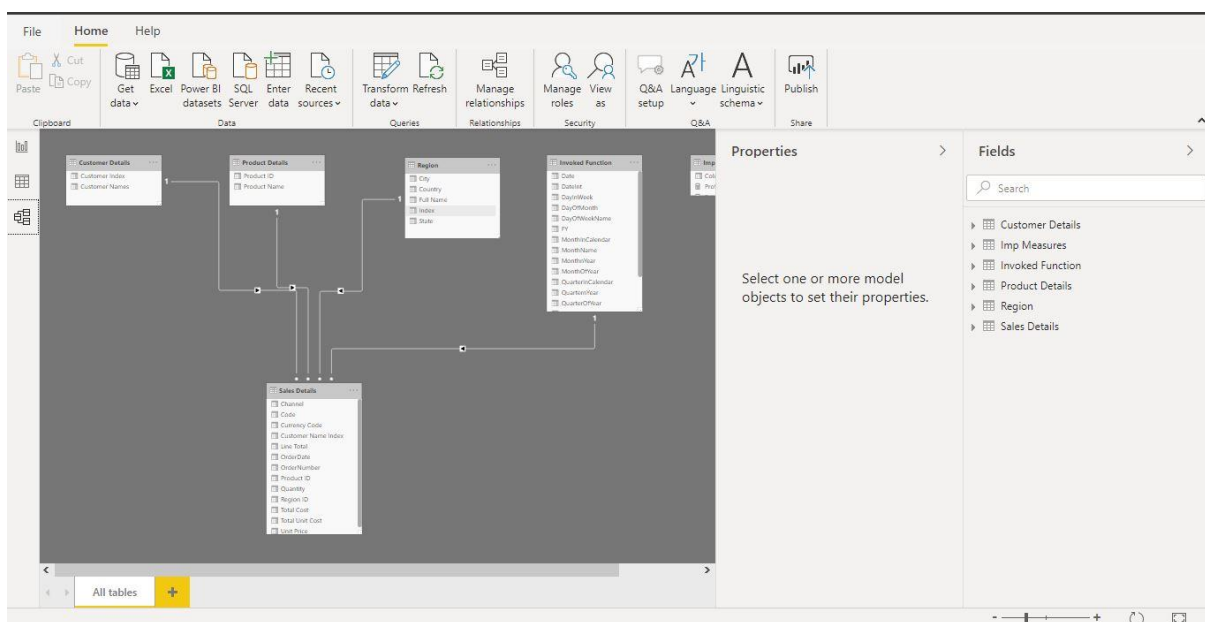 File Home Help
Paste
Cut
Copy
Get data
Excel
Power BI datasets
SQL Server
Enter data
Recent sources
Transform data
Refresh
Manage relationships
Manage roles
View as
Q&A setup
Language
Linguistic schema
Publish
Clipboard
Data
Queries
Relationships
Security
Q&A
Share
Customer Details
Customer Index
Customer Names
1
Product Details
Product ID
Product Name
1
Region
City
Country
Full Name
Index
State
1
Invoked Function
Date
DateInt
DayInWeek
DayOfMonth
DayOfWeekName
FY
MonthInCalendar
MonthName
MonthnYear
MonthOfYear
QuarterInCalendar
QuarternYear
QuarterOfYear
1
Imp
Sales Details
Channel
Code
Currency Code
Customer Name Index
Line Total
OrderDate
OrderNumber
Product ID
Quantity
Region ID
Total Cost
Total Unit Cost
Unit Price
All tables
Properties
Select one or more model
objects to set their properties.
Fields
Search
Customer Details
Imp Measures
Invoked Function
Product Details
Region
Sales Details